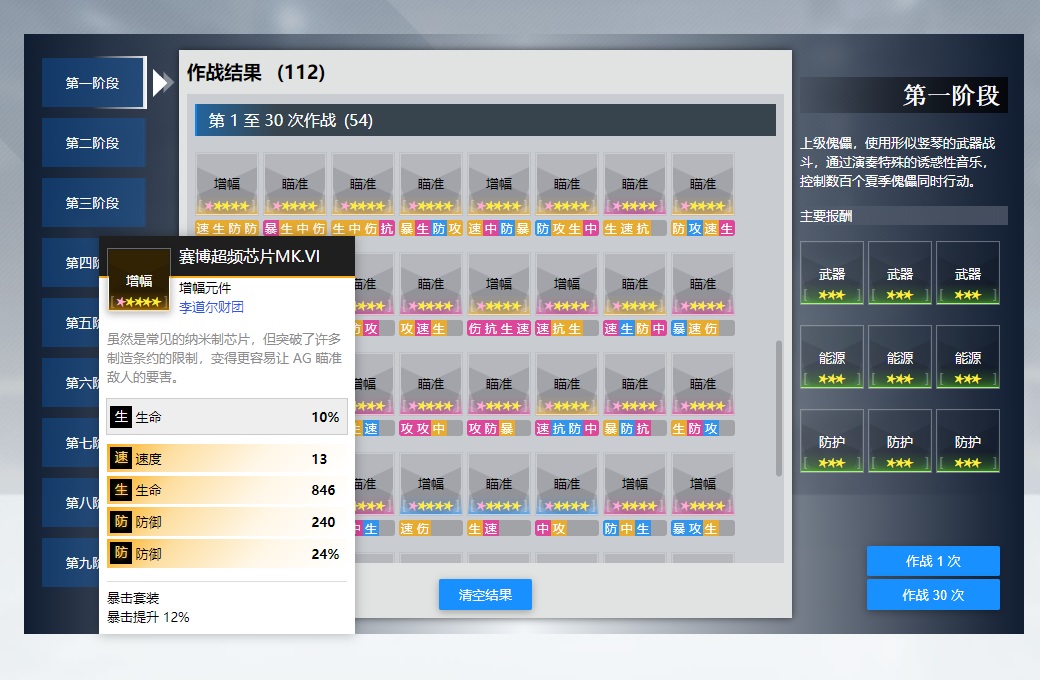 第一阶段
第二阶段
第三阶段
第四阶
第五阶
第六阶
第七阶
第八阶
第九阶
作战结果 (112)
第 1 至 30 次作战 (54)
增幅 瞄准 瞄准 瞄准 增幅 瞄准 瞄准 瞄准
速生防防 暴生中伤 生中伤抗 暴生防攻 速中防暴 防攻生中 生速抗 防攻速生
瞄准 瞄准 瞄准 瞄准 瞄准
攻 攻速生 伤抗生速 速抗生 速生防中 暴速伤
增幅 瞄准 瞄准 瞄准 瞄准 瞄准
速 攻攻中 攻防暴 速抗防中 暴防抗 生防攻
增幅 瞄准 瞄准 增幅 增幅
生 速伤 生速 中攻 防中生 暴攻生
清空结果
增幅
赛博超频芯片MK.VI
增幅元件
李道尔财团
虽然是常见的纳米制芯片，但突破了许多
制造条约的限制，变得更容易让 AG 瞄准
敌人的要害。
生 生命 10%
速 速度 13
生 生命 846
防 防御 240
防 防御 24%
暴击套装
暴击提升 12%
第一阶段
上级傀儡，使用形似竖琴的武器战
斗，通过演奏特殊的诱惑性音乐，
控制数百个夏季傀儡同时行动。
主要报酬
武器 武器 武器
能源 能源 能源
防护 防护 防护
作战 1 次
作战 30 次